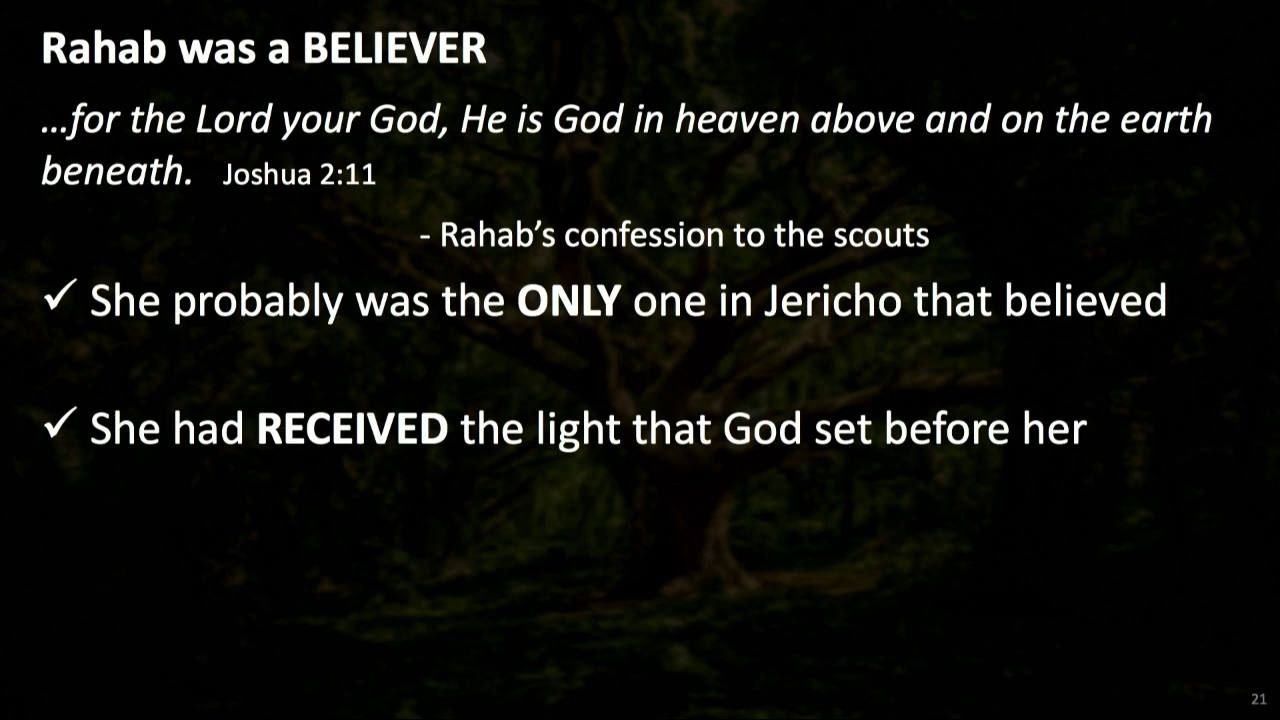 Rahab was a BELIEVER
…for the Lord your God, He is God in heaven above and on the earth
beneath. Joshua 2:11
- Rahab’s confession to the scouts
✓ She probably was the ONLY one in Jericho that believed
✓ She had RECEIVED the light that God set before her
21